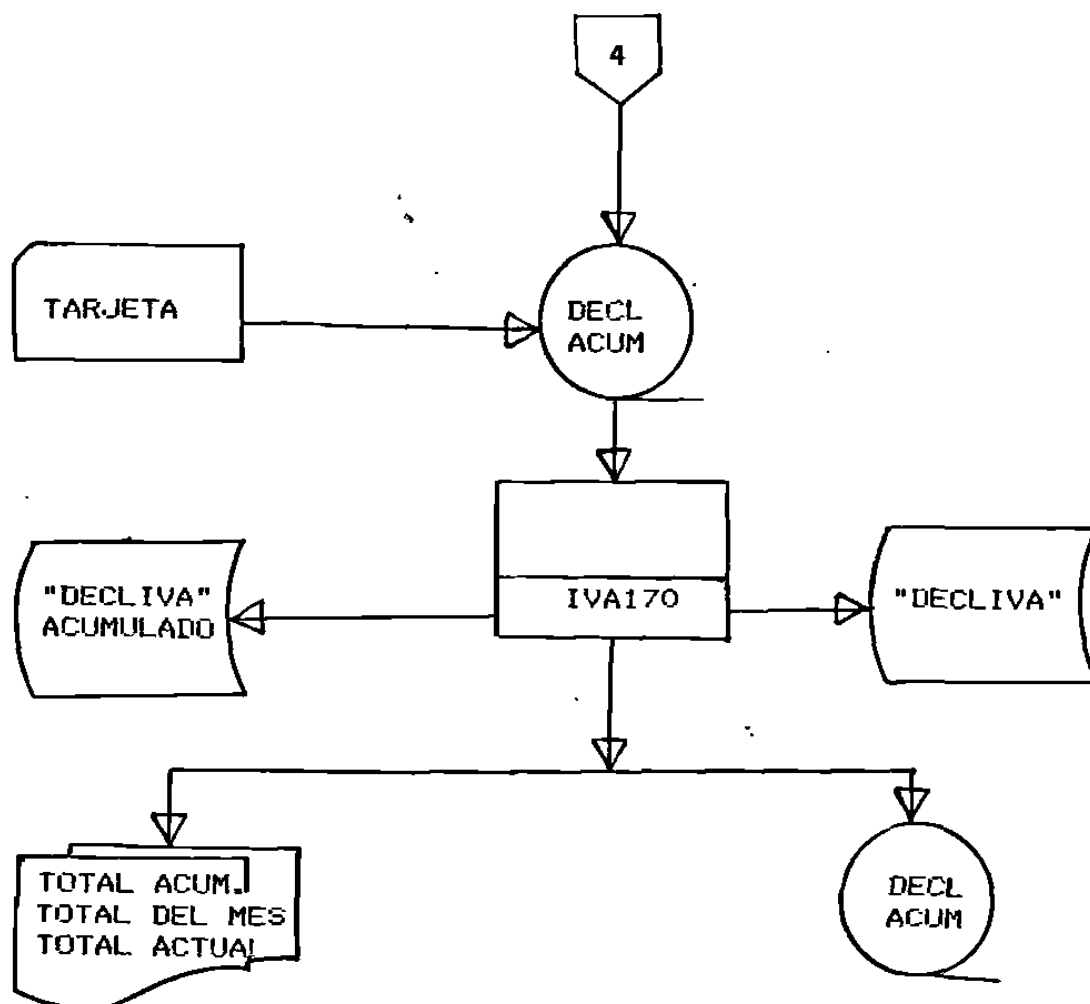 4
TARJETA
DECL
ACUM
IVA170
"DECLIVA"
ACUMULADO
"DECLIVA"
TOTAL ACUM.
TOTAL DEL MES
TOTAL ACTUAL
DECL
ACUM